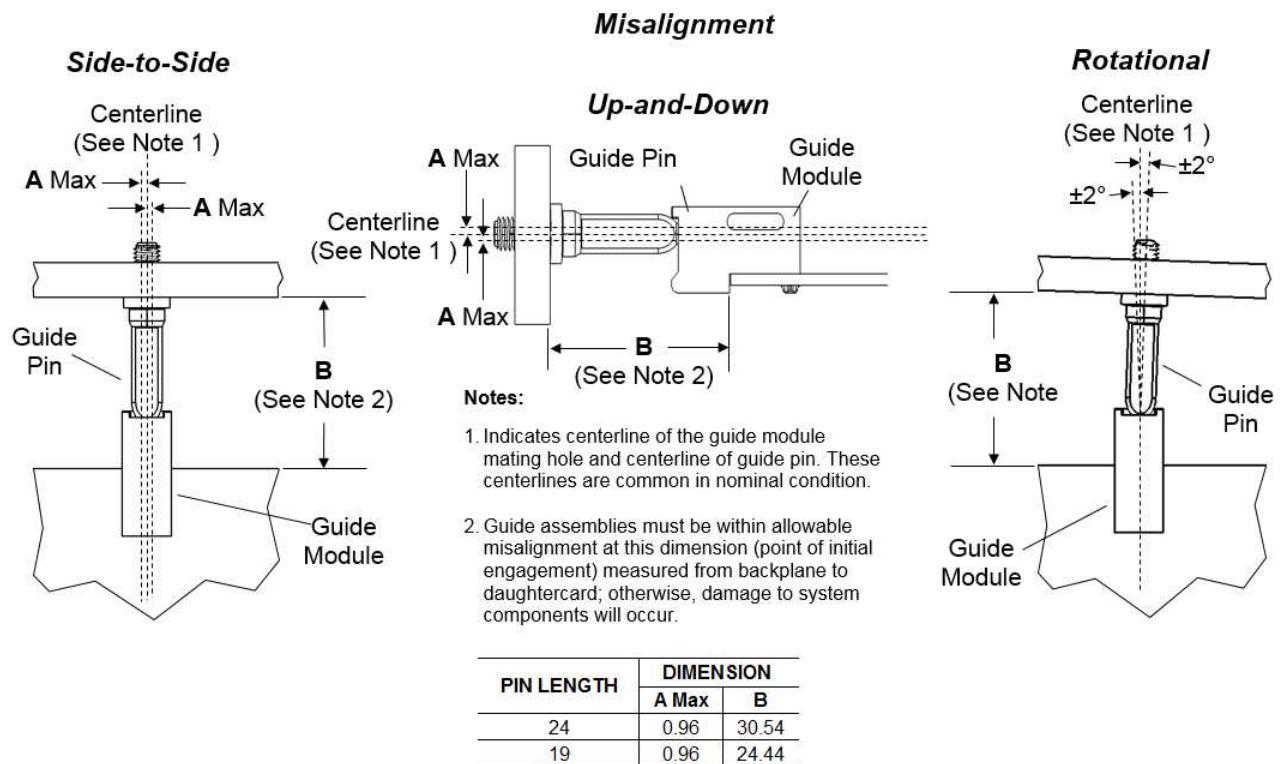 Misalignment
Side-to-Side
Centerline
(See Note 1 )
A Max
A Max
Guide
Pin
B
(See Note 2)
Guide
Module
Up-and-Down
A Max
Guide Pin
Guide
Module
Centerline
(See Note 1 )
A Max
B
(See Note 2)
Rotational
Centerline
(See Note 1 )
±2°
±2°
B
(See Note
Guide
Pin
Guide
Module
Notes:
1. Indicates centerline of the guide module
mating hole and centerline of guide pin. These
centerlines are common in nominal condition.
2. Guide assemblies must be within allowable
misalignment at this dimension (point of initial
engagement) measured from backplane to
daughtercard; otherwise, damage to system
components will occur.
PIN LENGTH DIMENSION
A Max B
24 0.96 30.54
19 0.96 24.44